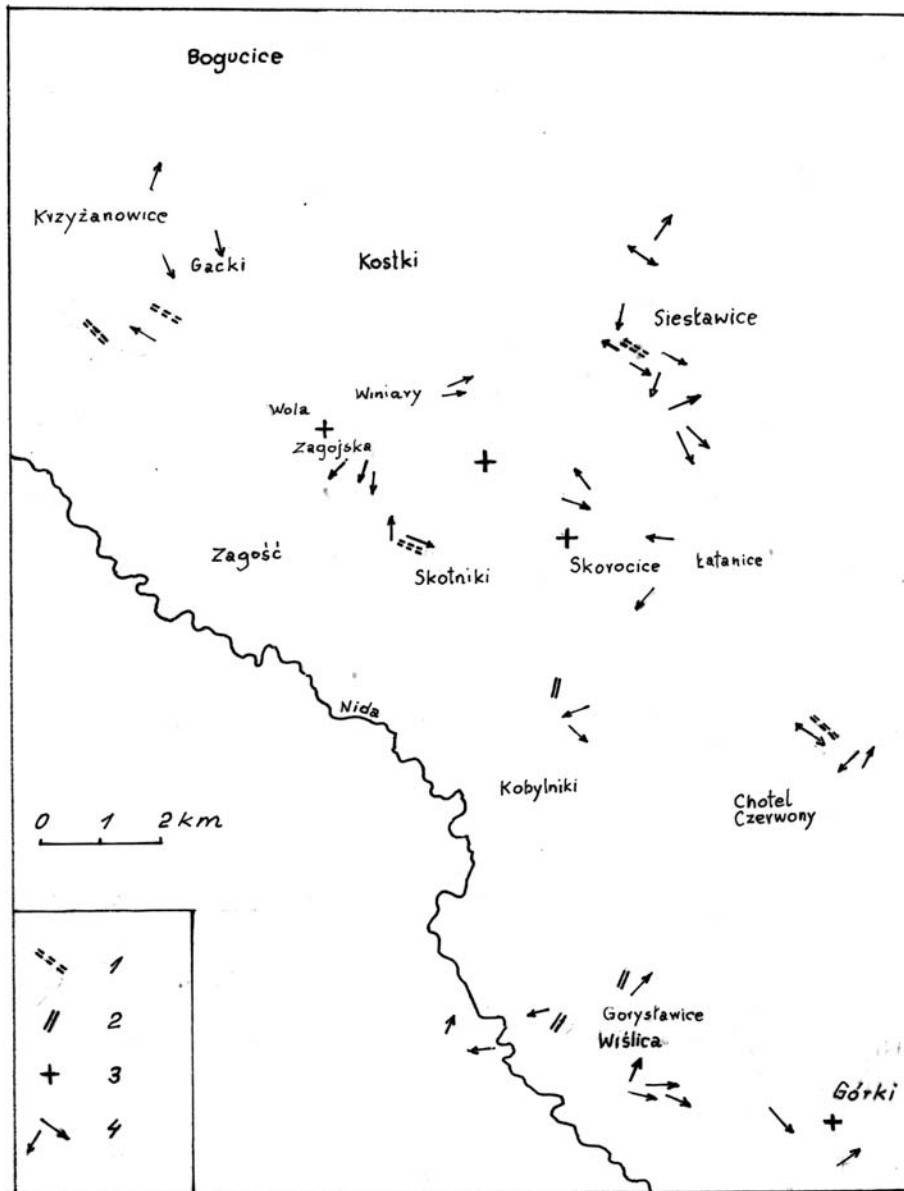 Bogucice
Krzyżanowice
Gacki
Kostki
Siesławice
Winiary
Wola
Zagojska
Zagość
Skotniki
Skorocice
Łatanice
Nida
Kobylniki
Chotel
Czerwony
0 1 2 km
1
2
3
4
Gorysławice
Wiślica
Górki